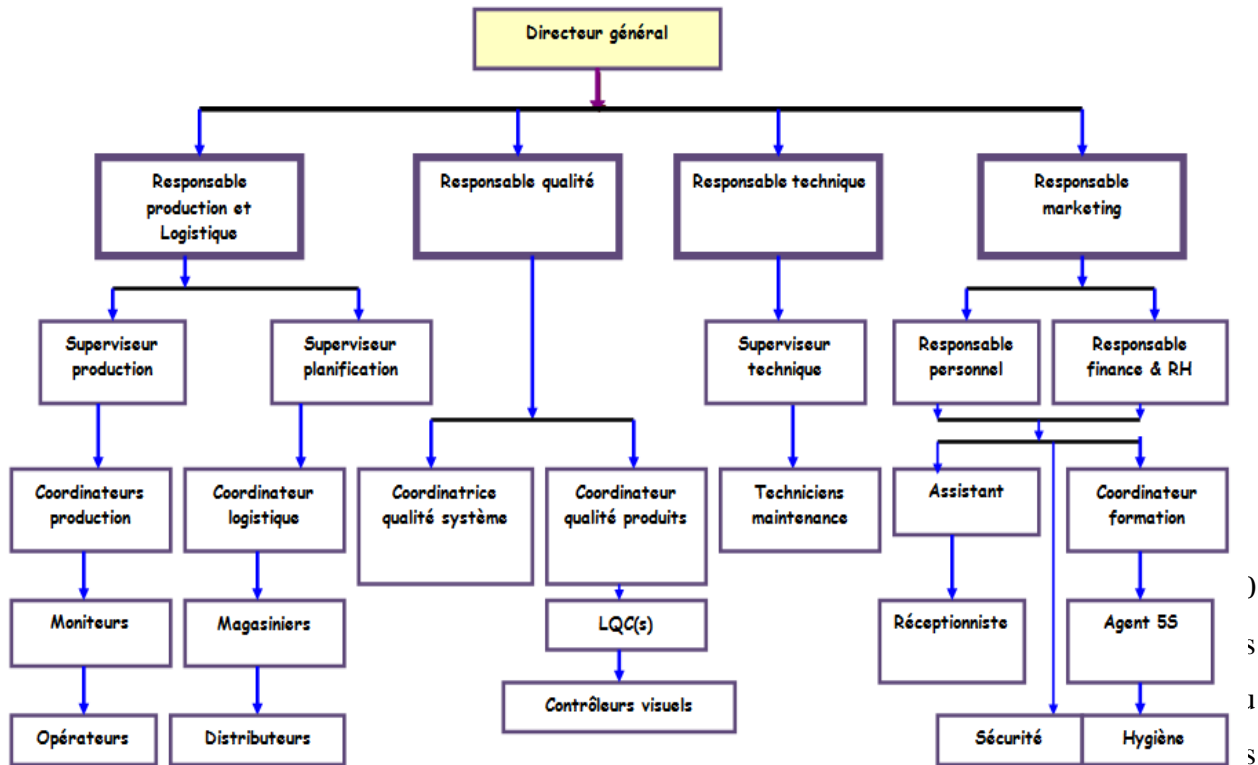 Directeur général
Responsable
production et
Logistique
Responsable qualité
Responsable technique
Responsable
marketing
Superviseur
production
Superviseur
planification
Superviseur
technique
Responsable
personnel
Responsable
finance & RH
Coordinateurs
production
Coordinateur
logistique
Coordinatrice
qualité système
Coordinateur
qualité produits
Techniciens
maintenance
Assistant
Coordinateur
formation
)
Moniteurs
Magasiniers
LQC(s)
Réceptionniste
Agent 5S
s
Contrôleurs visuels
Opérateurs
Distributeurs
Sécurité
Hygiène
s